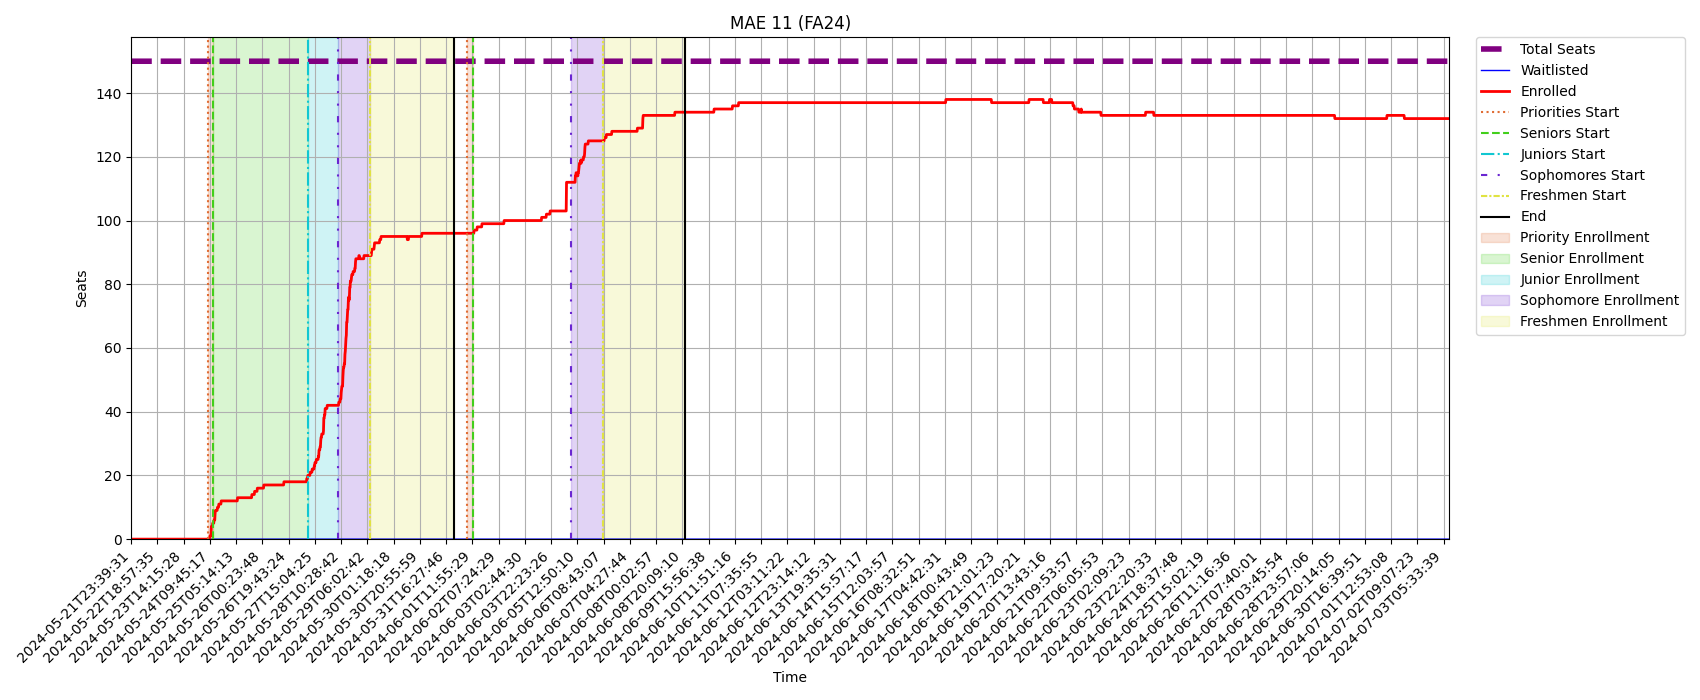 MAE 11 (FA24)
Total Seats
Waitlisted
Enrolled
Priorities Start
Seniors Start
Juniors Start
Sophomores Start
Freshmen Start
End
Priority Enrollment
Senior Enrollment
Junior Enrollment
Sophomore Enrollment
Freshmen Enrollment
Seats
140
120
100
80
60
40
20
0
2024-05-21T23:39:31
2024-05-22T18:57:35
2024-05-23T14:15:28
2024-05-24T09:45:17
2024-05-25T05:14:13
2024-05-26T00:23:48
2024-05-26T19:43:24
2024-05-27T15:04:25
2024-05-28T10:28:42
2024-05-29T06:02:42
2024-05-30T01:18:18
2024-05-30T20:55:59
2024-05-31T16:27:46
2024-06-01T11:55:29
2024-06-02T07:24:29
2024-06-03T02:44:30
2024-06-03T22:23:26
2024-06-05T12:50:10
2024-06-06T08:43:07
2024-06-07T04:27:44
2024-06-08T00:02:57
2024-06-08T20:09:10
2024-06-09T15:56:38
2024-06-10T11:51:16
2024-06-11T07:35:55
2024-06-12T03:11:22
2024-06-12T23:14:12
2024-06-13T19:35:31
2024-06-14T15:57:17
2024-06-15T12:03:57
2024-06-16T08:32:51
2024-06-17T04:42:31
2024-06-18T00:43:49
2024-06-18T21:01:23
2024-06-19T17:20:21
2024-06-20T13:43:16
2024-06-21T09:53:57
2024-06-22T06:05:53
2024-06-23T02:09:23
2024-06-23T22:20:33
2024-06-24T18:37:48
2024-06-25T15:02:19
2024-06-26T11:16:36
2024-06-27T07:40:01
2024-06-28T03:45:54
2024-06-28T23:57:06
2024-06-29T20:14:05
2024-06-30T16:39:51
2024-07-01T12:53:08
2024-07-02T09:07:23
2024-07-03T05:33:39
Time